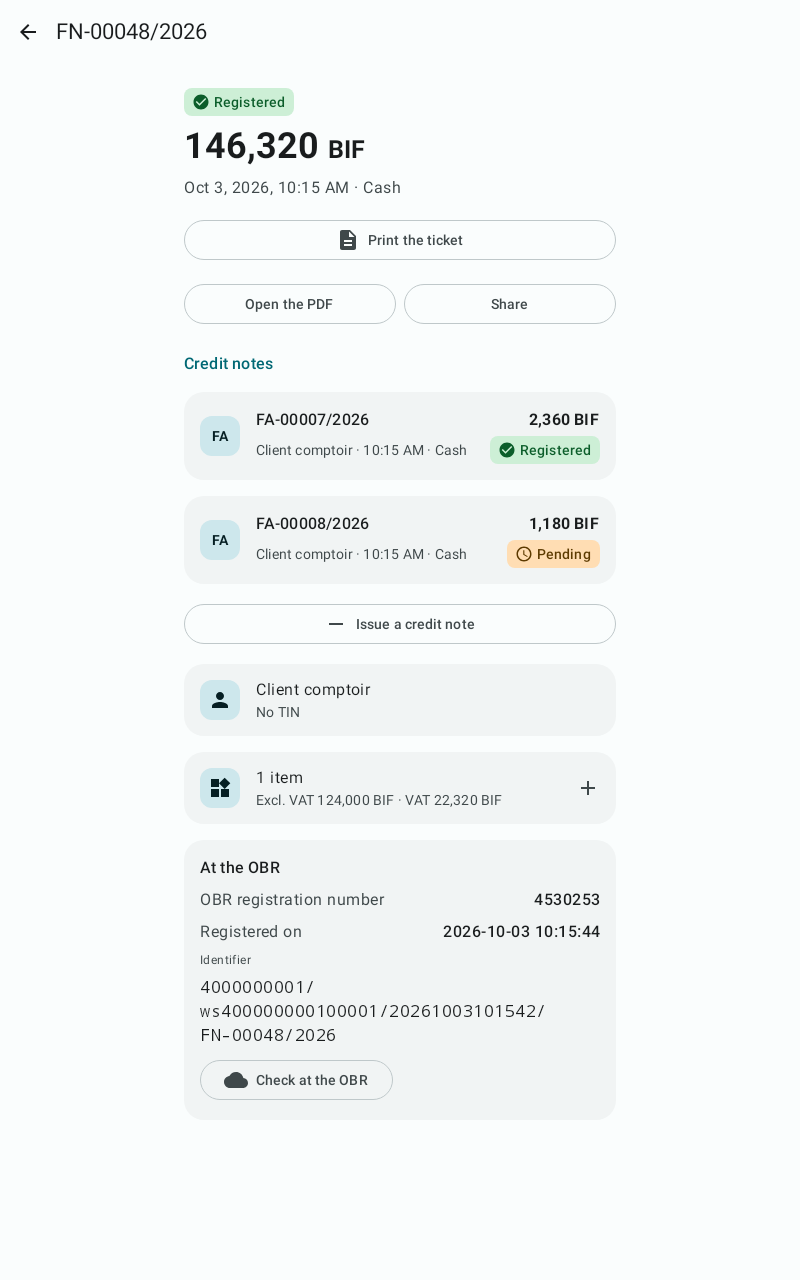 FN-00048/2026
Registered
146,320 BIF
Oct 3, 2026, 10:15 AM · Cash
Print the ticket
Open the PDF
Share
Credit notes
FA
FA-00007/2026
2,360 BIF
Client comptoir · 10:15 AM · Cash
Registered
FA
FA-00008/2026
1,180 BIF
Client comptoir · 10:15 AM · Cash
Pending
Issue a credit note
Client comptoir
No TIN
1 item
Excl. VAT 124,000 BIF · VAT 22,320 BIF
At the OBR
OBR registration number
4530253
Registered on
2026-10-03 10:15:44
Identifier
4000000001/
ws400000000100001/20261003101542/
FN-00048/2026
Check at the OBR